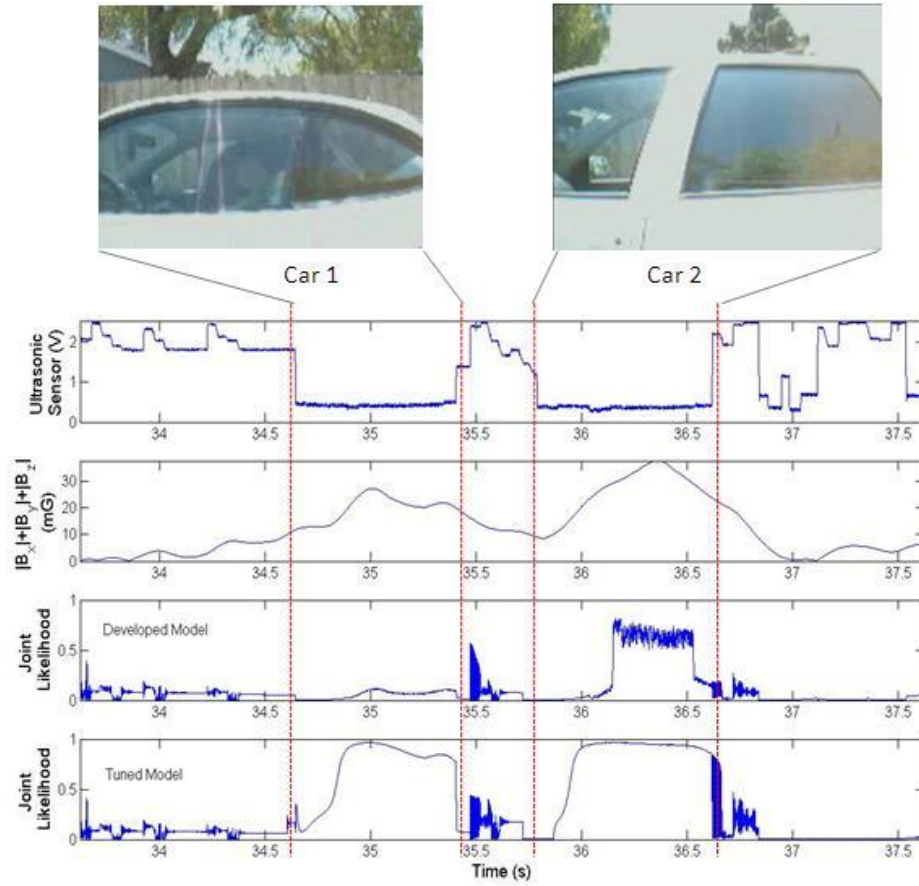 Car 1
Car 2
Ultrasonic
Sensor (V)
2
1
0
34 34.5 35 35.5 36 36.5 37 37.5
|Bx|+|By|+|Bz|
(mG)
30
20
10
0
34 34.5 35 35.5 36 36.5 37 37.5
Joint
Likelihood
1
0.5
0
Developed Model
34 34.5 35 35.5 36 36.5 37 37.5
Joint
Likelihood
1
0.5
0
Tuned Model
34 34.5 35 35.5 36 36.5 37 37.5
Time (s)